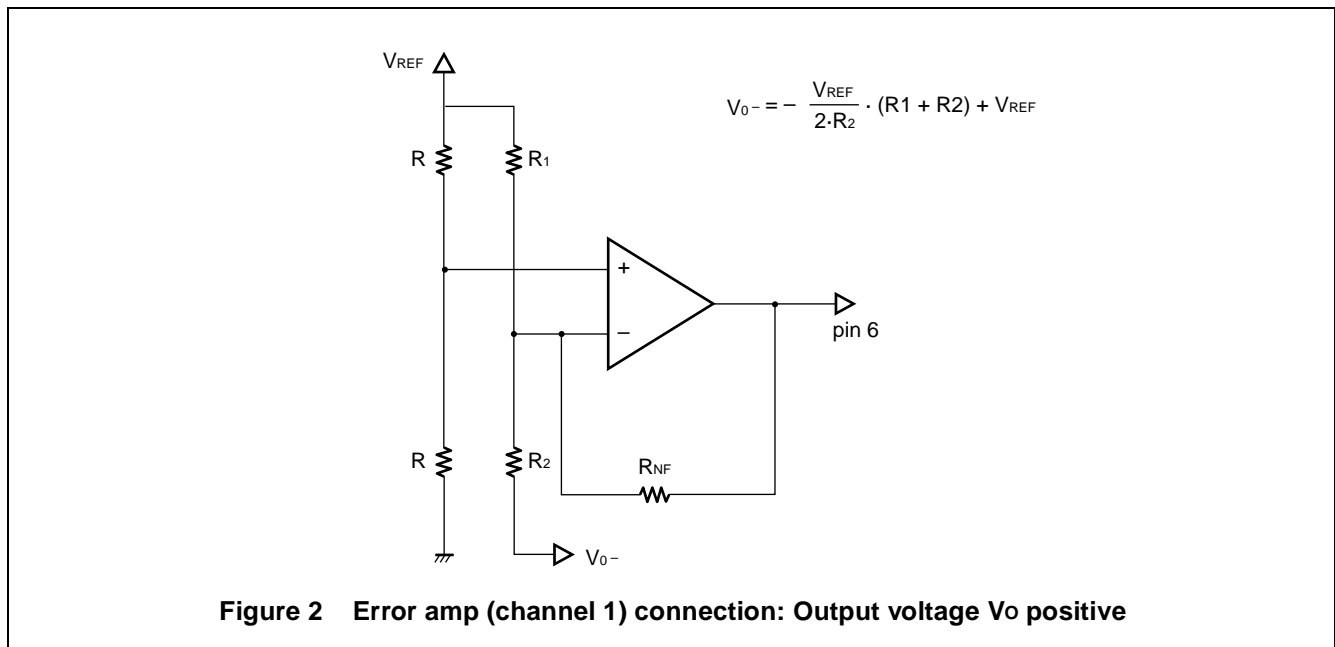 VREF
V0− = − VREF / 2·R2 · (R1 + R2) + VREF
R
R1
+
−
pin 6
R
R2
RNF
V0−
Figure 2 Error amp (channel 1) connection: Output voltage VO positive